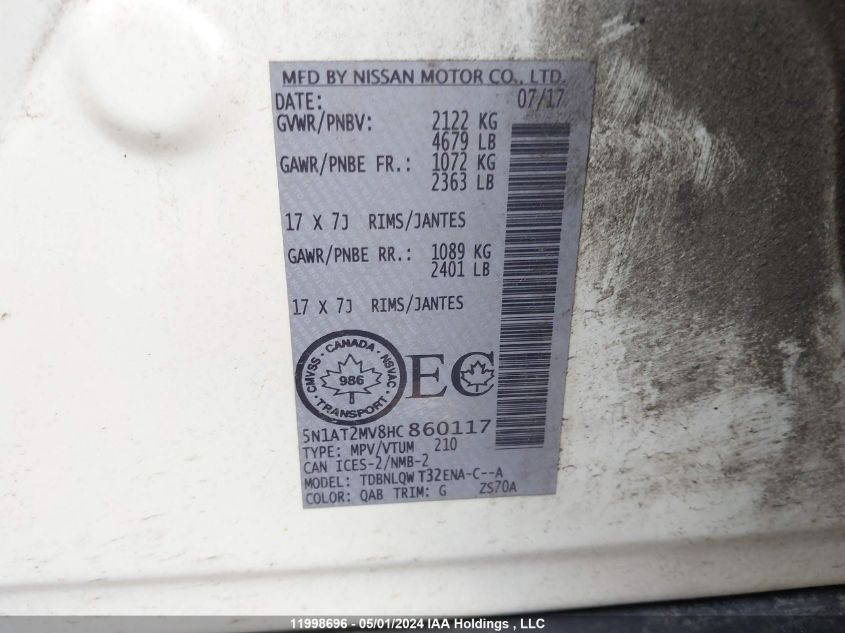 MFD BY NISSAN MOTOR CO., LTD.
DATE: 07/17
GVWR/PNBV: 2122 KG
4679 LB
GAWR/PNBE FR.: 1072 KG
2363 LB
17 X 7J RIMS/JANTES
GAWR/PNBE RR.: 1089 KG
2401 LB
17 X 7J RIMS/JANTES
CMVSS · CANADA · NSVAC · TRANSPORT ·
986
EC
5N1AT2MV8HC 860117
TYPE: MPV/VTUM 210
CAN ICES-2/NMB-2
MODEL: TDBNLQW T32ENA-C--A
COLOR: QAB TRIM: G ZS70A
11998696 - 05/01/2024 IAA Holdings , LLC